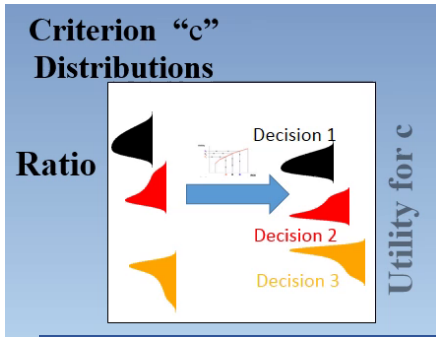 Criterion “c”
Distributions
Ratio
Decision 1
Decision 2
Decision 3
Utility for c